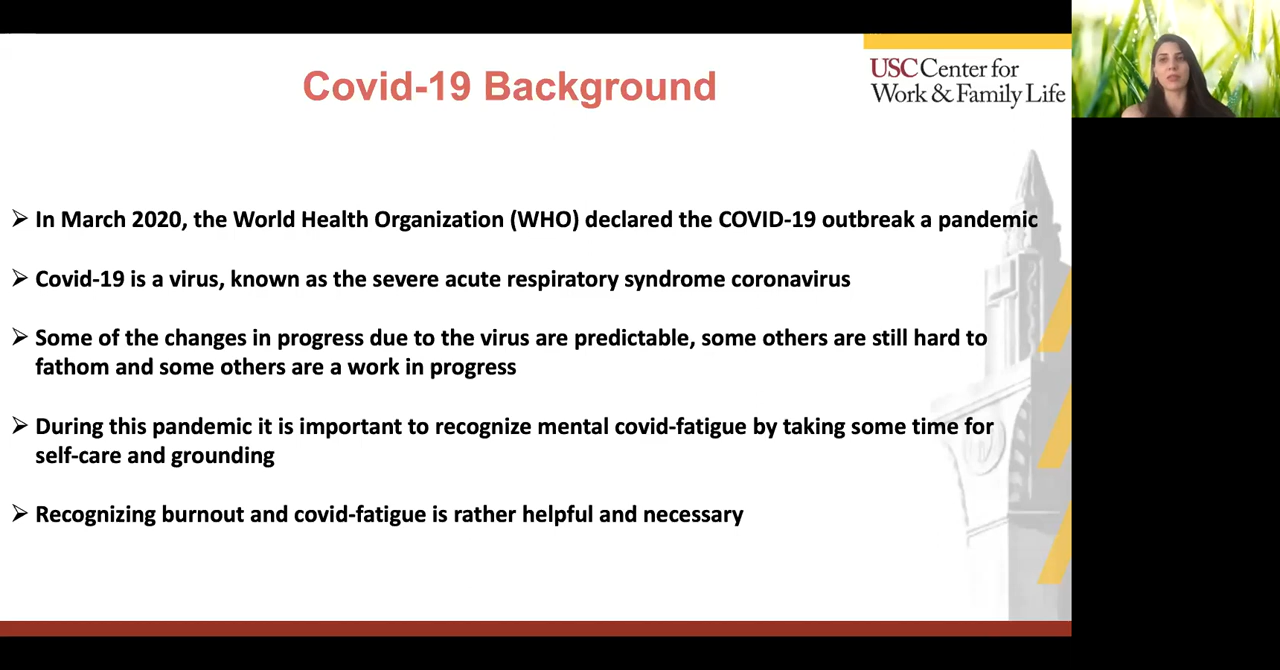 Covid-19 Background
USC Center for
Work & Family Life
➢ In March 2020, the World Health Organization (WHO) declared the COVID-19 outbreak a pandemic
➢ Covid-19 is a virus, known as the severe acute respiratory syndrome coronavirus
➢ Some of the changes in progress due to the virus are predictable, some others are still hard to
fathom and some others are a work in progress
➢ During this pandemic it is important to recognize mental covid-fatigue by taking some time for
self-care and grounding
➢ Recognizing burnout and covid-fatigue is rather helpful and necessary